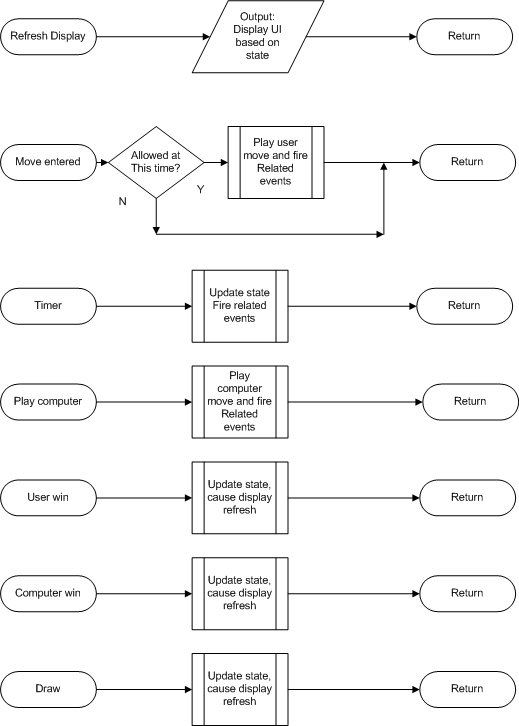 Refresh Display
Output:
Display UI
based on
state
Return
Move entered
Allowed at
This time?
N
Y
Play user
move and fire
Related
events
Return
Timer
Update state
Fire related
events
Return
Play computer
Play
computer
move and fire
Related
events
Return
User win
Update state,
cause display
refresh
Return
Computer win
Update state,
cause display
refresh
Return
Draw
Update state,
cause display
refresh
Return